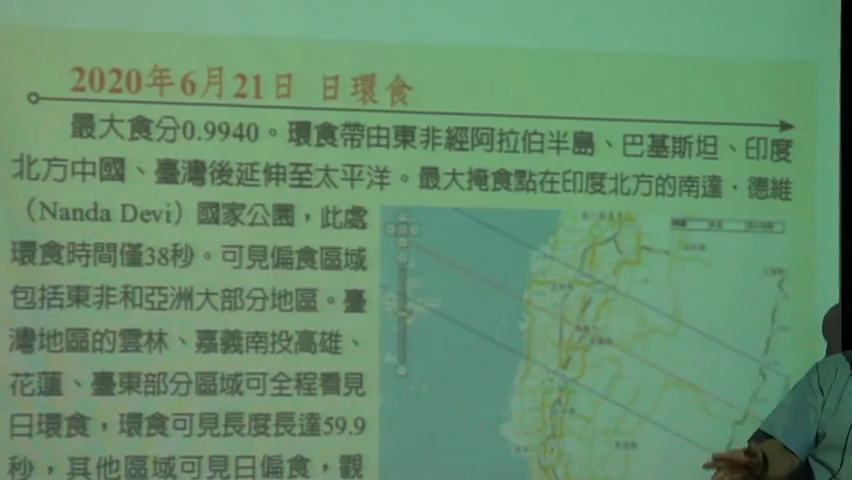 2020年6月21日 日環食
最大食分0.9940。環食帶由東非經阿拉伯半島、巴基斯坦、印度
北方中國、臺灣後延伸至太平洋。最大掩食點在印度北方的南達．德維
（Nanda Devi）國家公園，此處
環食時間僅38秒。可見偏食區域
包括東非和亞洲大部分地區。臺
灣地區的雲林、嘉義南投高雄、
花蓮、臺東部分區域可全程看見
日環食，環食可見長度長達59.9
秒，其他區域可見日偏食，觀